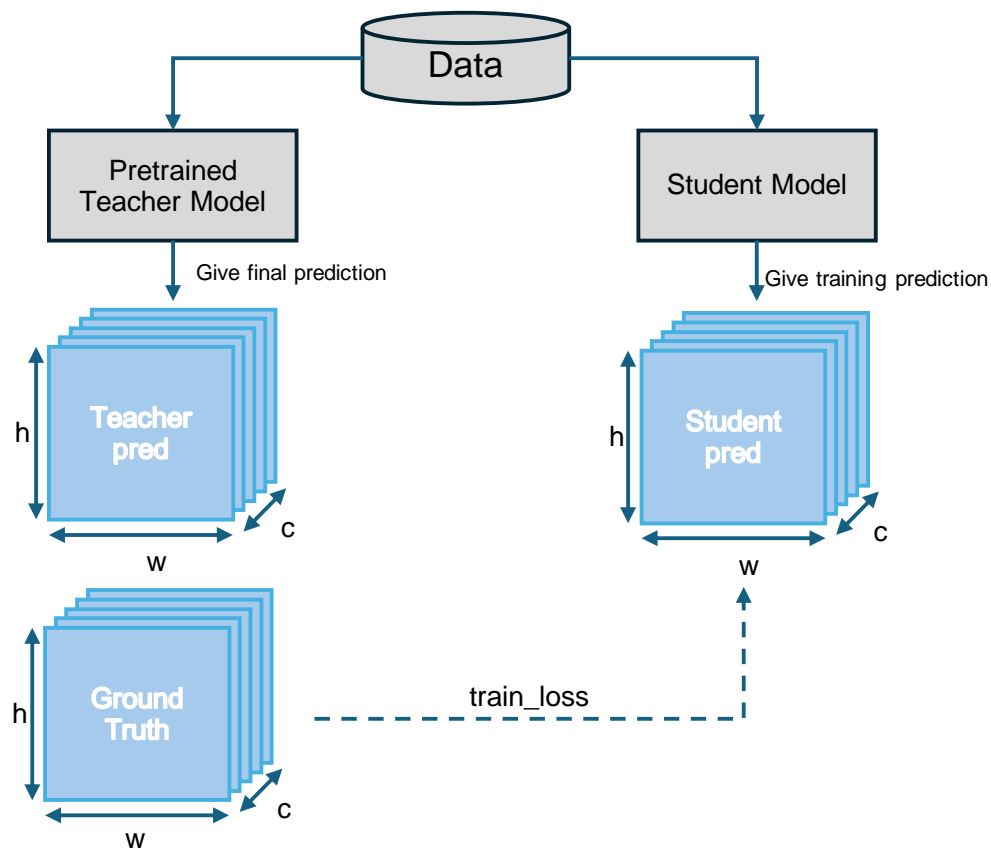 Data
Pretrained
Teacher Model
Student Model
Give final prediction
Give training prediction
Teacher
pred
h
w
c
Student
pred
h
w
c
Ground
Truth
h
w
c
train_loss